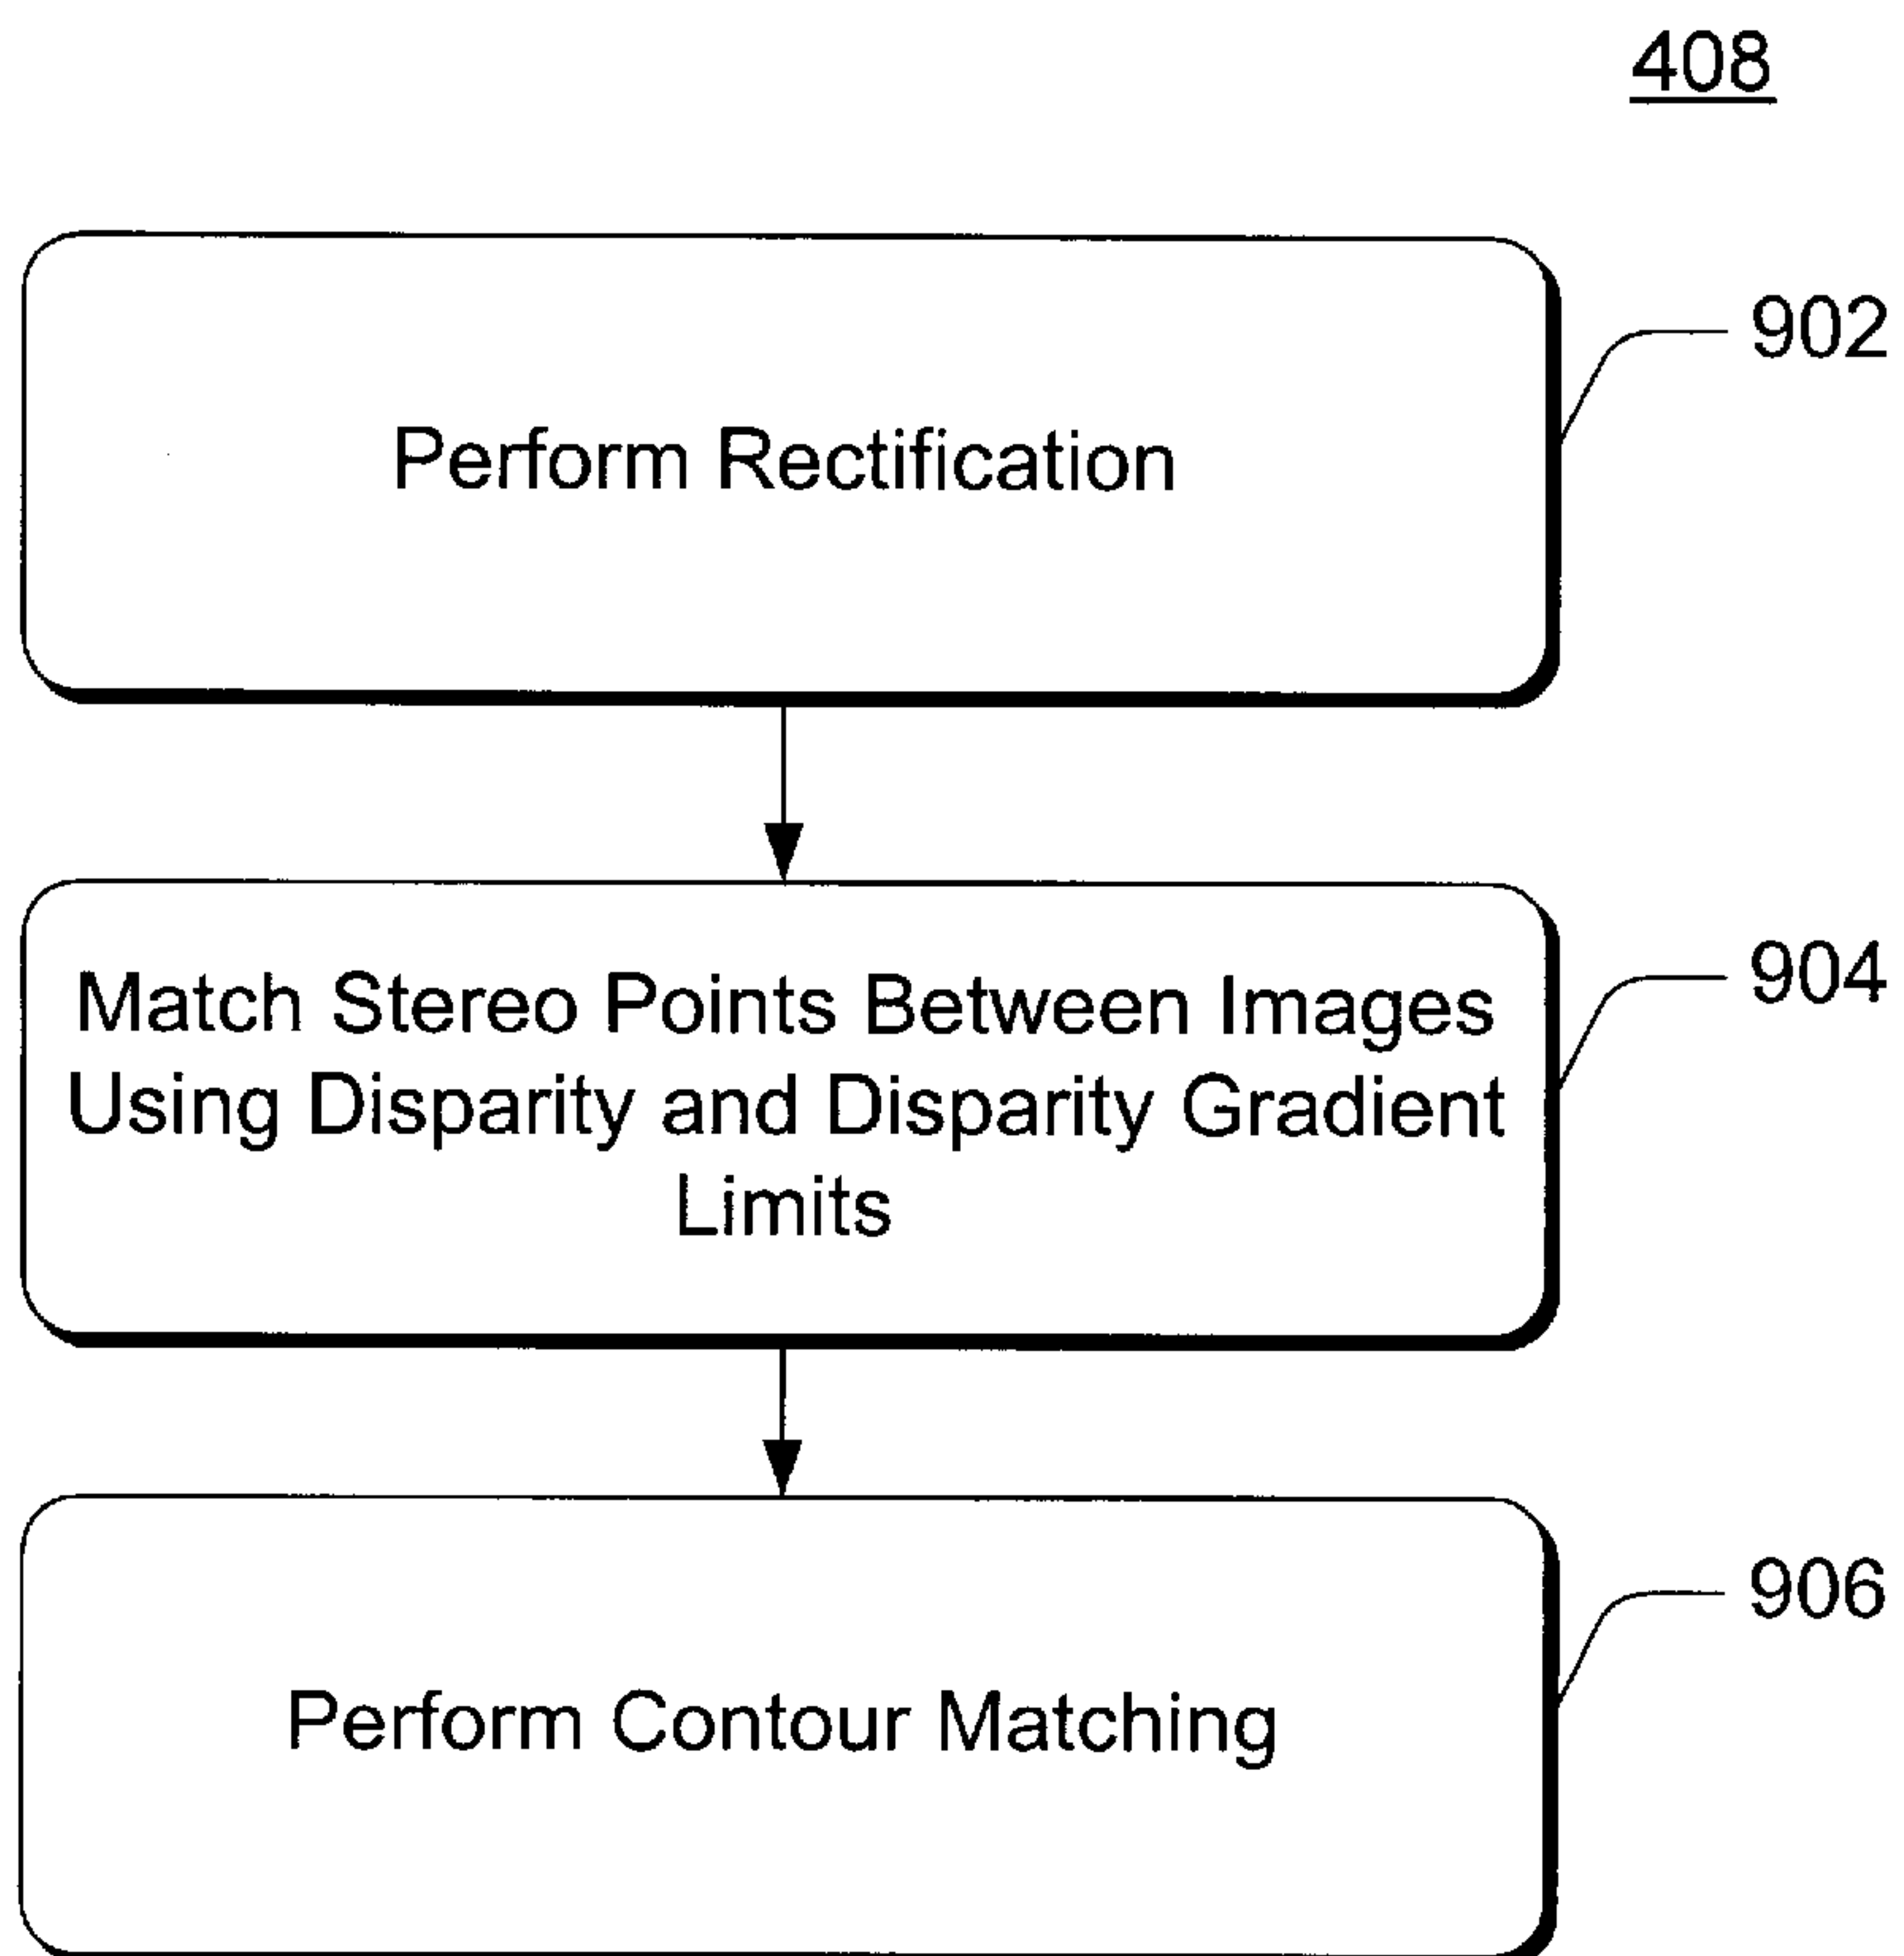 408
Perform Rectification
902
Match Stereo Points Between Images
Using Disparity and Disparity Gradient
Limits
904
Perform Contour Matching
906